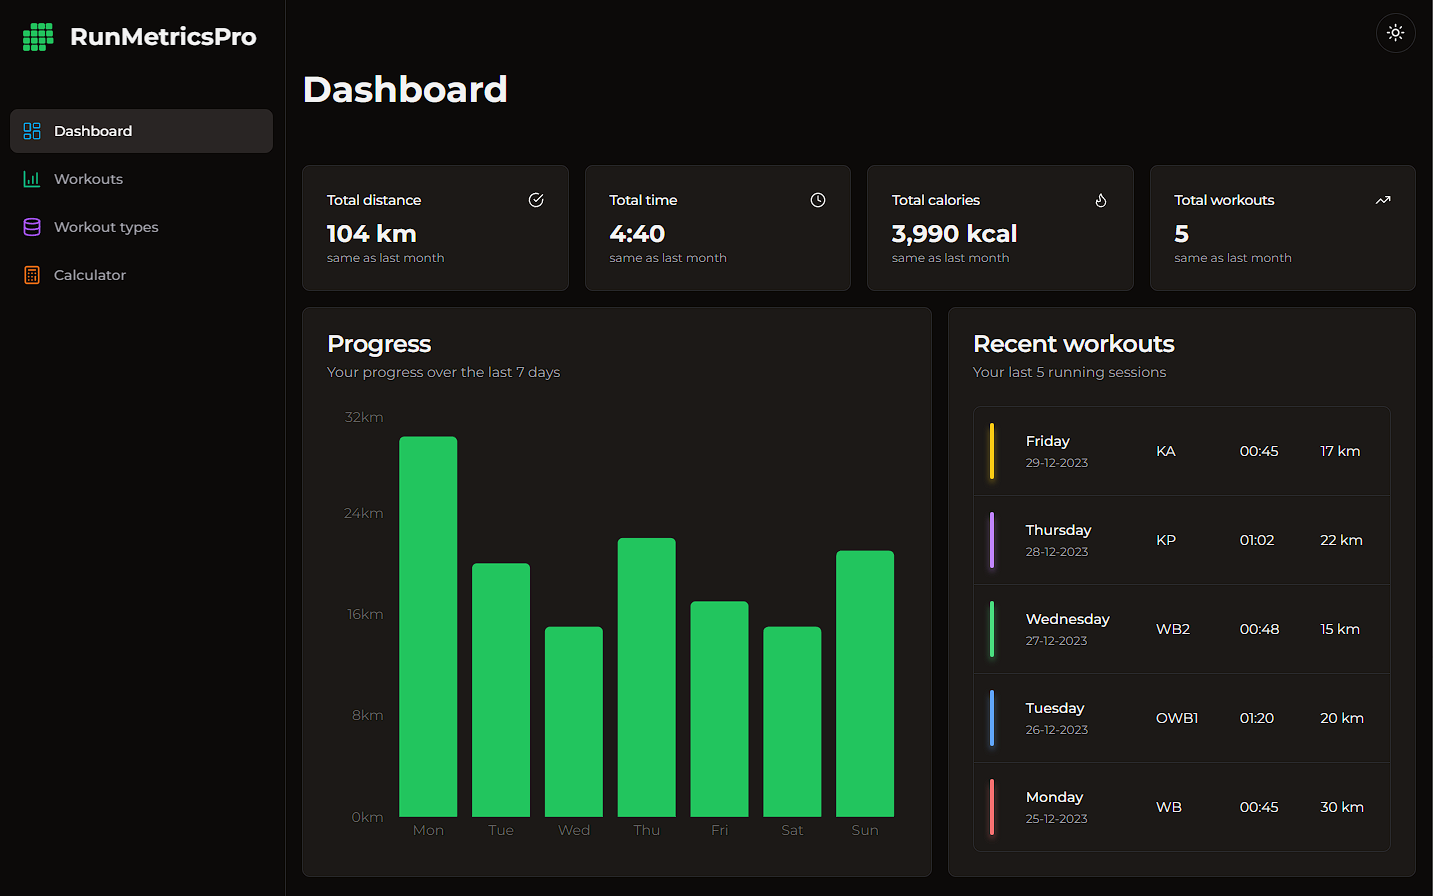 RunMetricsPro
Dashboard
Workouts
Workout types
Calculator
Dashboard
Total distance
104 km
same as last month
Total time
4:40
same as last month
Total calories
3,990 kcal
same as last month
Total workouts
5
same as last month
Progress
Your progress over the last 7 days
32km
24km
16km
8km
0km
Mon Tue Wed Thu Fri Sat Sun
Recent workouts
Your last 5 running sessions
Friday
29-12-2023
KA 00:45 17 km
Thursday
28-12-2023
KP 01:02 22 km
Wednesday
27-12-2023
WB2 00:48 15 km
Tuesday
26-12-2023
OWB1 01:20 20 km
Monday
25-12-2023
WB 00:45 30 km